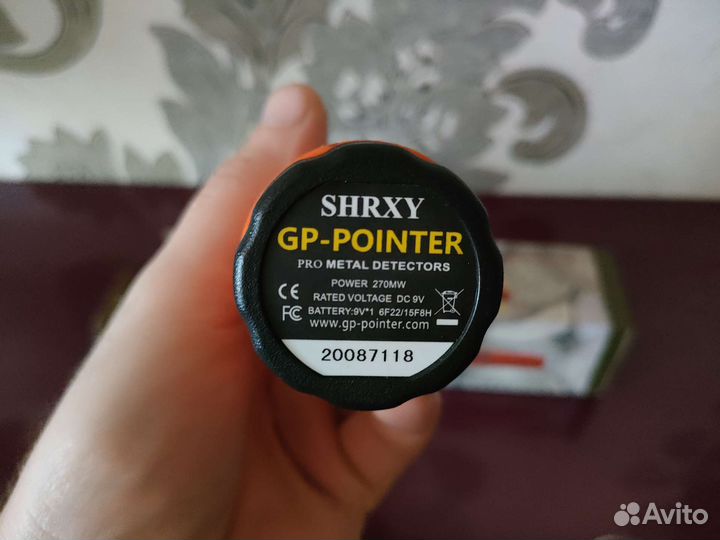 SHRXY
GP-POINTER
PRO METAL DETECTORS
POWER 270MW
RATED VOLTAGE DC 9V
BATTERY:9V*1 6F22/15F8H
www.gp-pointer.com
CE
FC
20087118
Avito